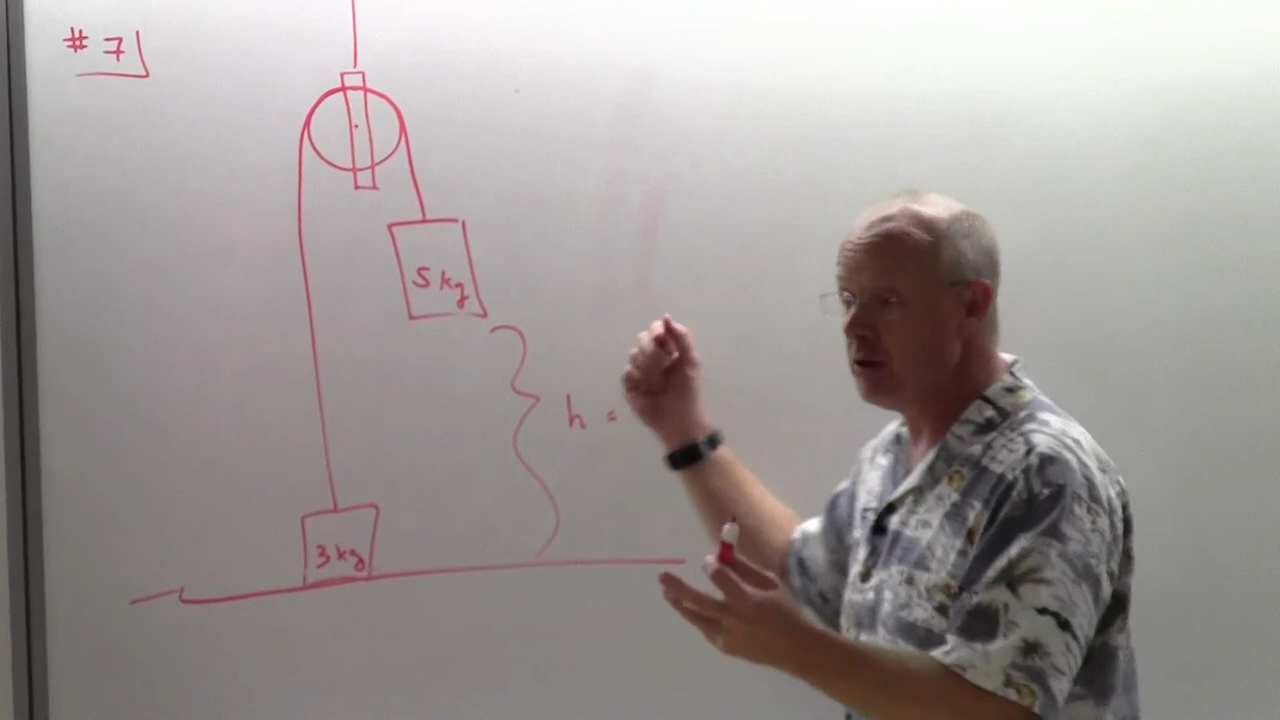 # 7
5 kg
h =
3 kg